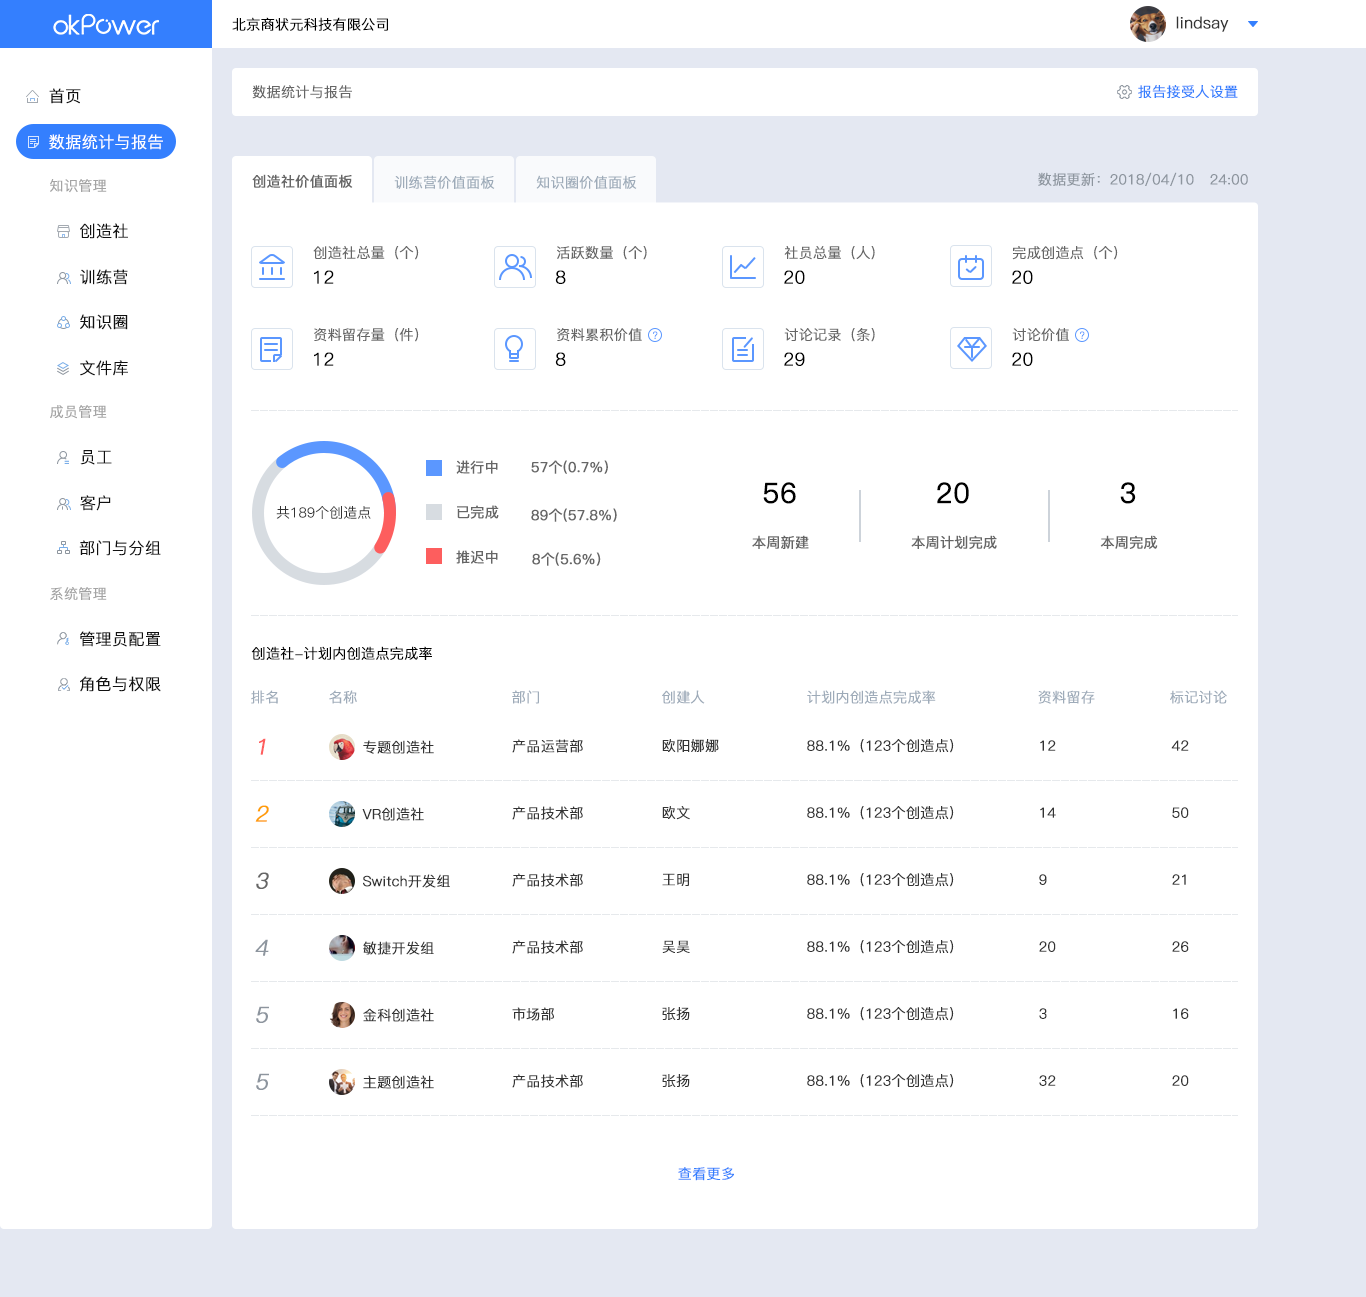 okPower
北京商状元科技有限公司
lindsay
首页
数据统计与报告
知识管理
创造社
训练营
知识圈
文件库
成员管理
员工
客户
部门与分组
系统管理
管理员配置
角色与权限
数据统计与报告
报告接受人设置
创造社价值面板
训练营价值面板
知识圈价值面板
数据更新：2018/04/10 24:00
创造社总量（个）
12
活跃数量（个）
8
社员总量（人）
20
完成创造点（个）
20
资料留存量（件）
12
资料累积价值 ?
8
讨论记录（条）
29
讨论价值 ?
20
共189个创造点
进行中 57个(0.7%)
已完成 89个(57.8%)
推迟中 8个(5.6%)
56
本周新建
20
本周计划完成
3
本周完成
创造社-计划内创造点完成率
排名 名称 部门 创建人 计划内创造点完成率 资料留存 标记讨论
1 专题创造社 产品运营部 欧阳娜娜 88.1%（123个创造点） 12 42
2 VR创造社 产品技术部 欧文 88.1%（123个创造点） 14 50
3 Switch开发组 产品技术部 王明 88.1%（123个创造点） 9 21
4 敏捷开发组 产品技术部 吴昊 88.1%（123个创造点） 20 26
5 金科创造社 市场部 张扬 88.1%（123个创造点） 3 16
5 主题创造社 产品技术部 张扬 88.1%（123个创造点） 32 20
查看更多